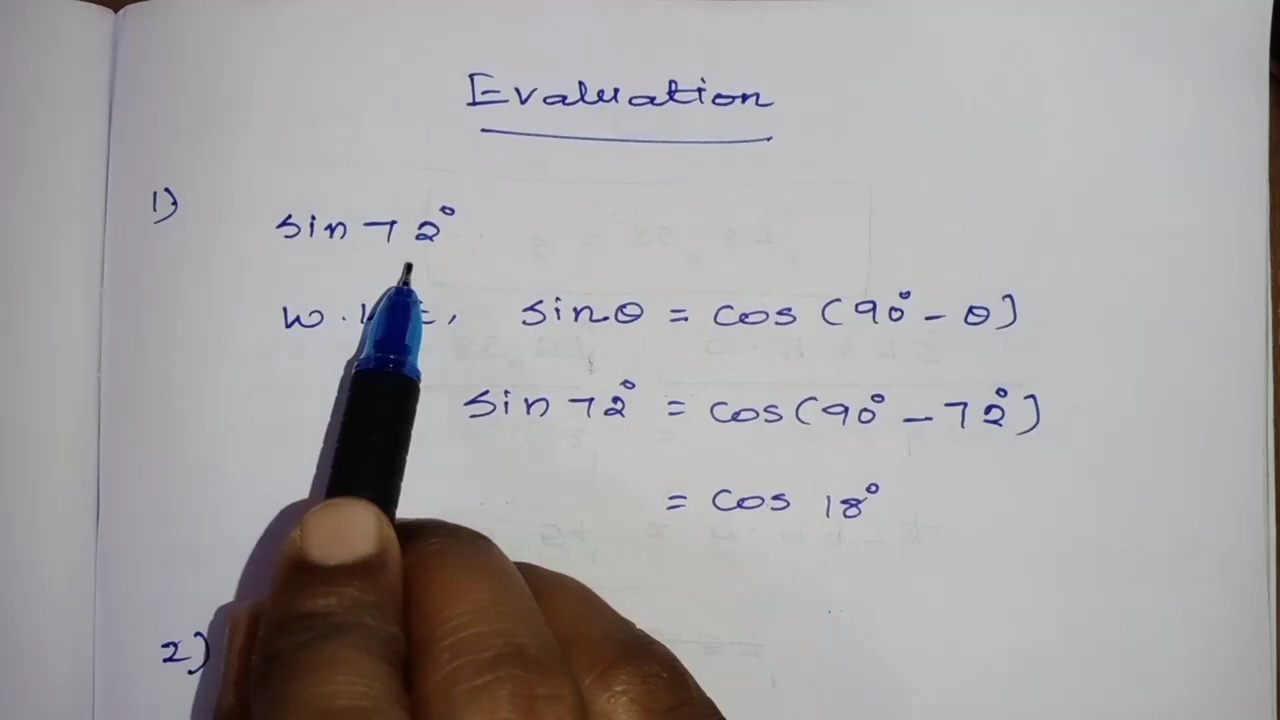 Evaluation
1)
sin 72°
W.K.T, sinθ = cos (90° - θ)
sin 72° = cos(90° - 72°)
= cos 18°
2)